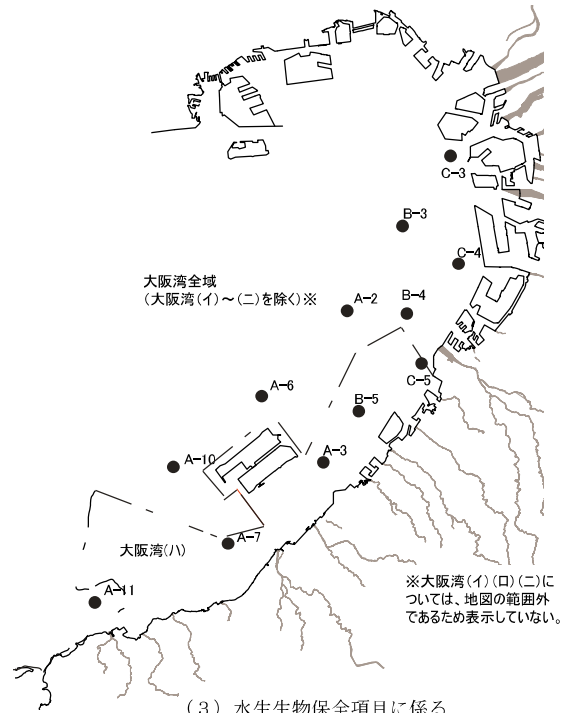 C-3
B-3
C-4
大阪湾全域
(大阪湾(イ)～(ニ)を除く)※
A-2
B-4
C-5
A-6
B-5
A-3
A-10
大阪湾(ハ)
A-7
A-11
※大阪湾(イ)(ロ)(ニ)に
ついては、地図の範囲外
であるため表示していない。
(3) 水生生物保全項目に係る